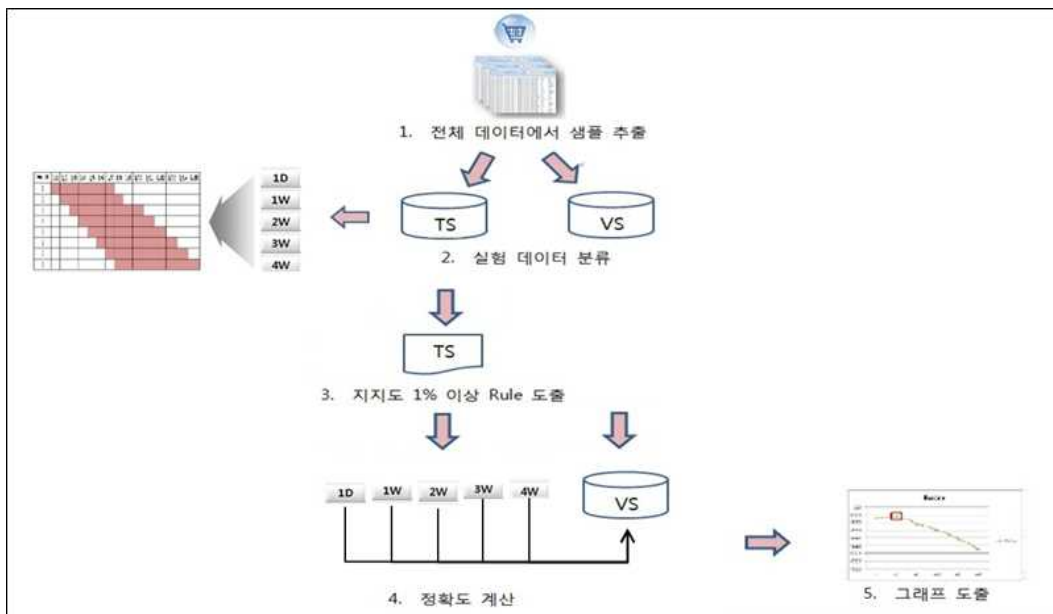 1. 전체 데이터에서 샘플 추출
1D
1W
2W
3W
4W
TS
VS
2. 실험 데이터 분류
TS
3. 지지도 1% 이상 Rule 도출
1D
1W
2W
3W
4W
VS
4. 정확도 계산
5. 그래프 도출